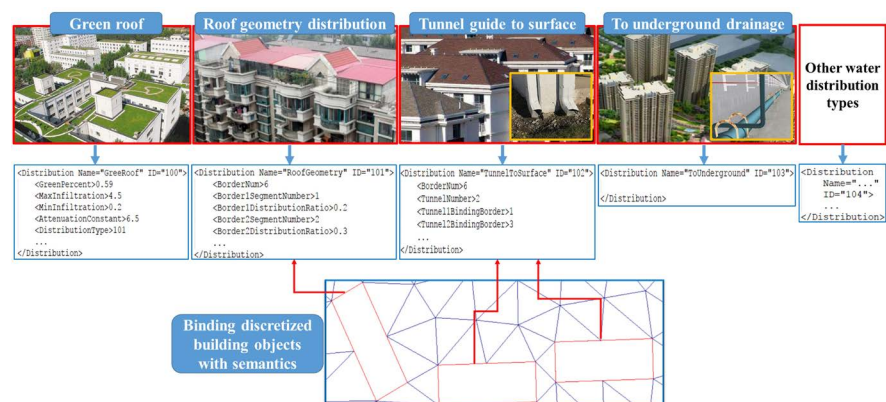 Green roof
Roof geometry distribution
Tunnel guide to surface
To underground drainage
Other water
distribution
types
<Distribution Name="GreeRoof" ID="100">
<GreenPercent>0.59
<MaxInfiltration>4.5
<MinInfiltration>0.2
<AttenuationConstant>6.5
<DistributionType>101
...
</Distribution>
<Distribution Name="RoofGeometry" ID="101">
<BorderNum>6
<Border1SegmentNumber>1
<Border1DistributionRatio>0.2
<Border2SegmentNumber>2
<Border2DistributionRatio>0.3
...
</Distribution>
<Distribution Name="TunnelToSurface" ID="102">
<BorderNum>6
<TunnelNumber>2
<Tunnel1BindingBorder>1
<Tunnel2BindingBorder>3
...
</Distribution>
<Distribution Name="ToUnderground" ID="103">
</Distribution>
<Distribution
Name="..."
ID="104">
...
</Distribution>
Binding discretized
building objects
with semantics